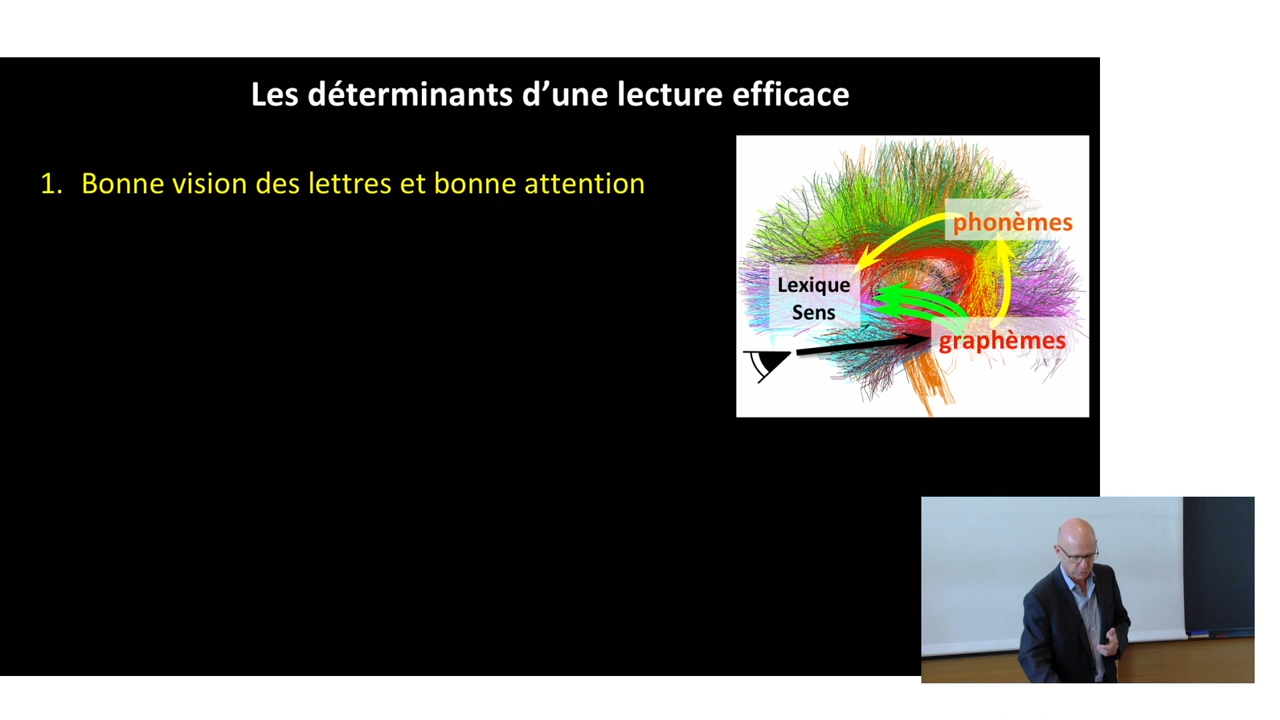 Les déterminants d’une lecture efficace
1. Bonne vision des lettres et bonne attention
phonèmes
Lexique
Sens
graphèmes